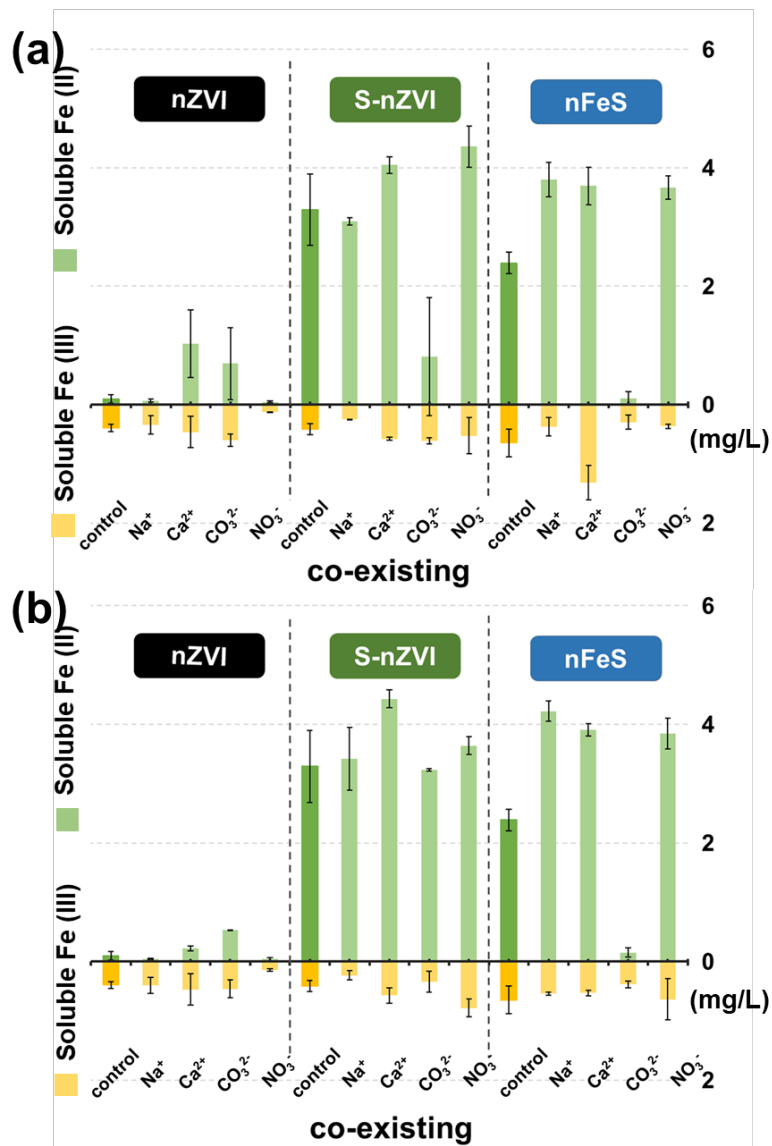 (a)
Soluble Fe (II)
Soluble Fe (III)
nZVI
S-nZVI
nFeS
6
4
2
0
(mg/L)
2
control Na⁺ Ca²⁺ CO₃²⁻ NO₃⁻ control Na⁺ Ca²⁺ CO₃²⁻ NO₃⁻ control Na⁺ Ca²⁺ CO₃²⁻ NO₃⁻
co-existing
(b)
Soluble Fe (II)
Soluble Fe (III)
nZVI
S-nZVI
nFeS
6
4
2
0
(mg/L)
2
control Na⁺ Ca²⁺ CO₃²⁻ NO₃⁻ control Na⁺ Ca²⁺ CO₃²⁻ NO₃⁻ control Na⁺ Ca²⁺ CO₃²⁻ NO₃⁻
co-existing